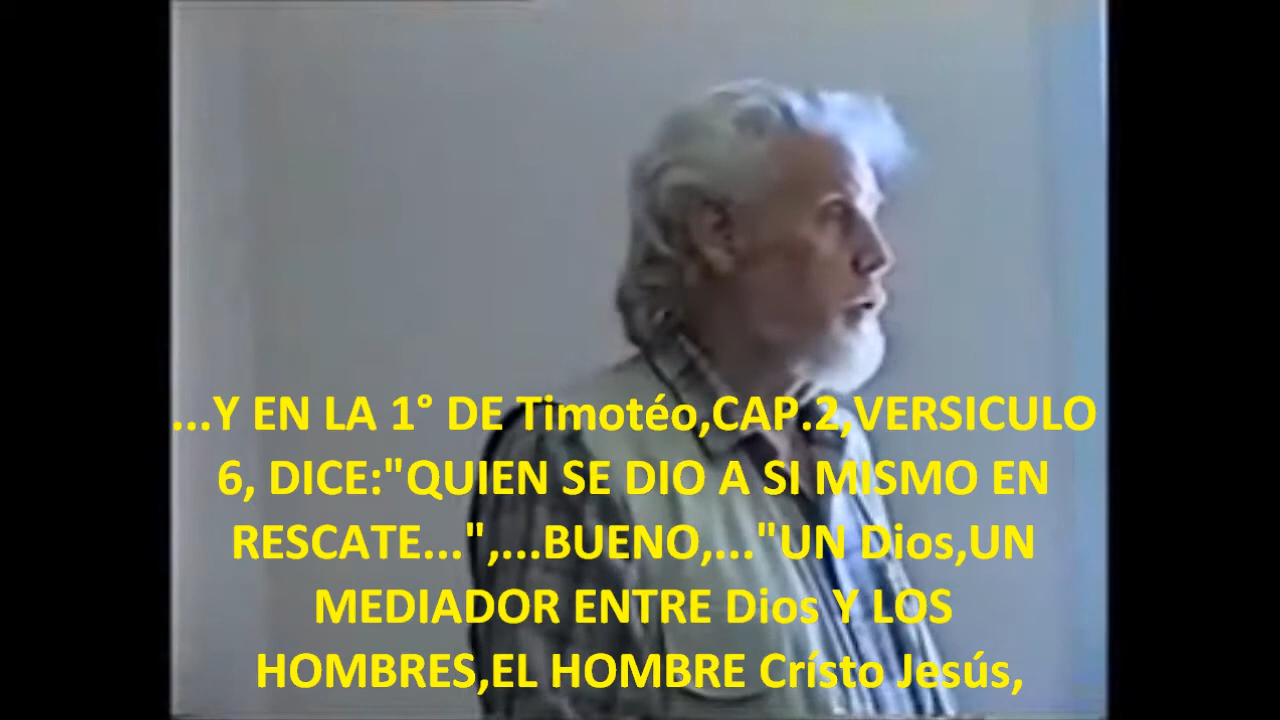 ...Y EN LA 1° DE Timotéo,CAP.2,VERSICULO
6, DICE:"QUIEN SE DIO A SI MISMO EN
RESCATE...",...BUENO,..."UN Dios,UN
MEDIADOR ENTRE Dios Y LOS
HOMBRES,EL HOMBRE Crísto Jesús,